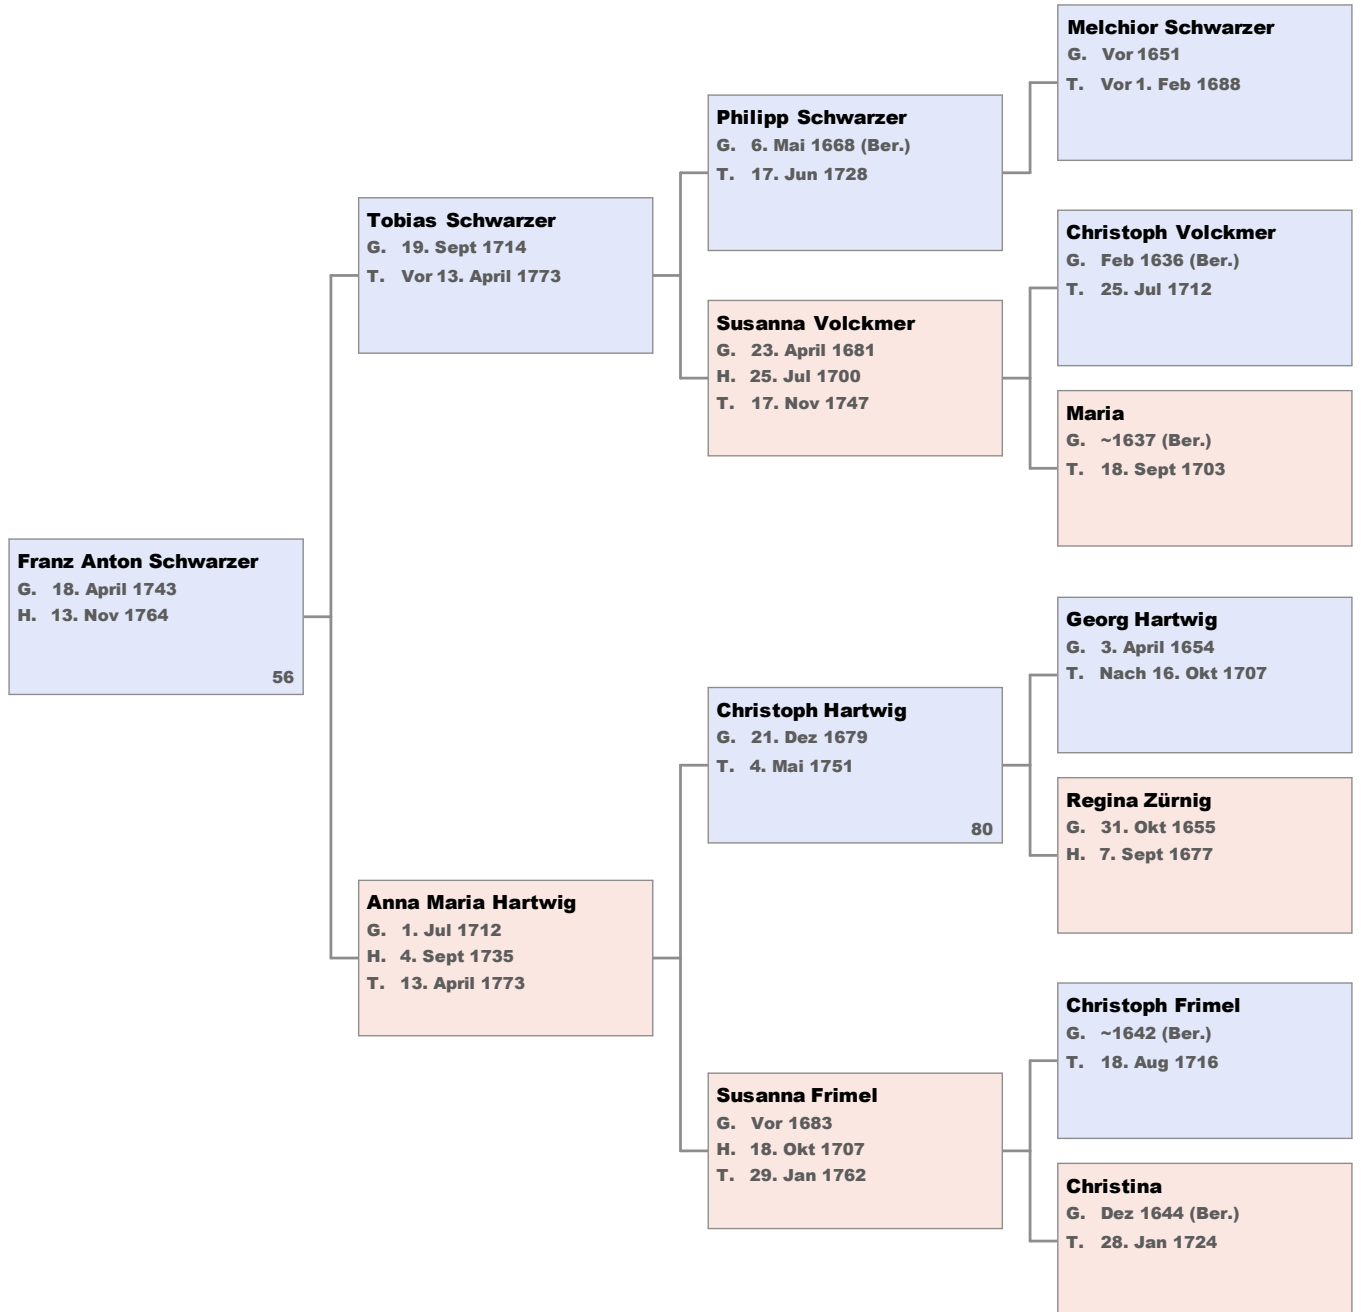 Melchior Schwarzer
G. Vor 1651
T. Vor 1. Feb 1688
Philipp Schwarzer
G. 6. Mai 1668 (Ber.)
T. 17. Jun 1728
Tobias Schwarzer
G. 19. Sept 1714
T. Vor 13. April 1773
Christoph Volckmer
G. Feb 1636 (Ber.)
T. 25. Jul 1712
Susanna Volckmer
G. 23. April 1681
H. 25. Jul 1700
T. 17. Nov 1747
Maria
G. ~1637 (Ber.)
T. 18. Sept 1703
Franz Anton Schwarzer
G. 18. April 1743
H. 13. Nov 1764
56
Georg Hartwig
G. 3. April 1654
T. Nach 16. Okt 1707
Christoph Hartwig
G. 21. Dez 1679
T. 4. Mai 1751
80
Regina Zürnig
G. 31. Okt 1655
H. 7. Sept 1677
Anna Maria Hartwig
G. 1. Jul 1712
H. 4. Sept 1735
T. 13. April 1773
Christoph Frimel
G. ~1642 (Ber.)
T. 18. Aug 1716
Susanna Frimel
G. Vor 1683
H. 18. Okt 1707
T. 29. Jan 1762
Christina
G. Dez 1644 (Ber.)
T. 28. Jan 1724